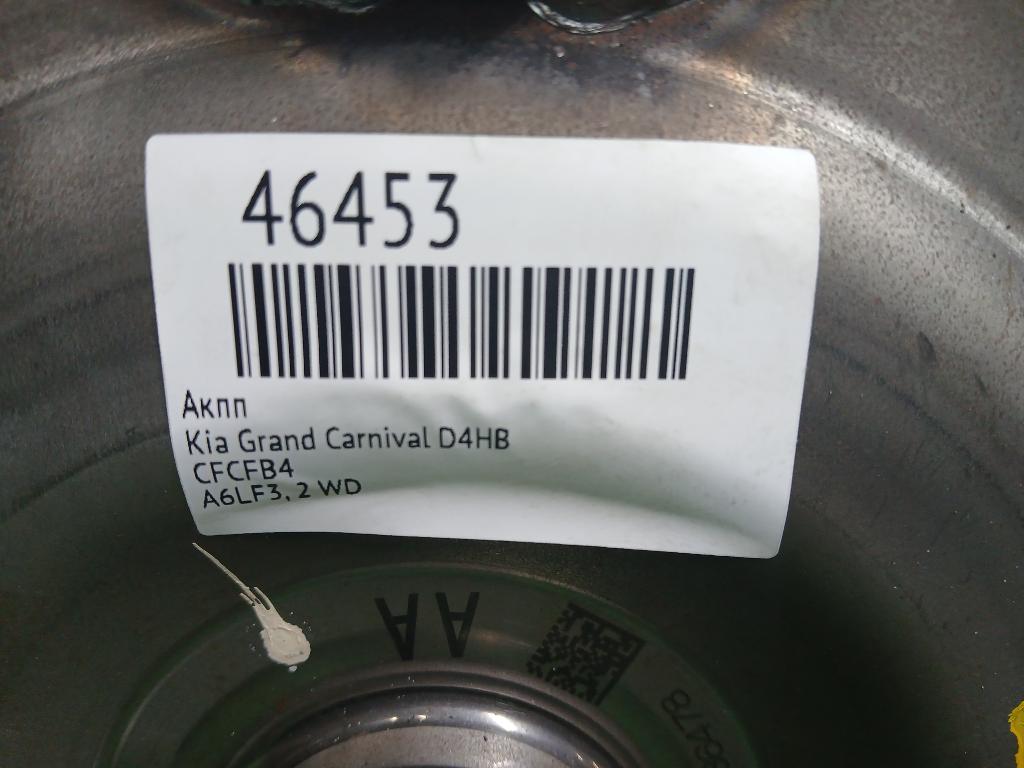 46453
Акпп
Kia Grand Carnival D4HB
CFCFB4
A6LF3, 2 WD
AA